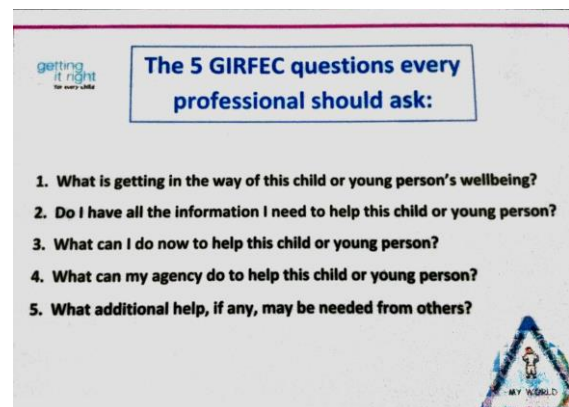 getting
it right
for every child
The 5 GIRFEC questions every
professional should ask:
1. What is getting in the way of this child or young person's wellbeing?
2. Do I have all the information I need to help this child or young person?
3. What can I do now to help this child or young person?
4. What can my agency do to help this child or young person?
5. What additional help, if any, may be needed from others?
MY WORLD